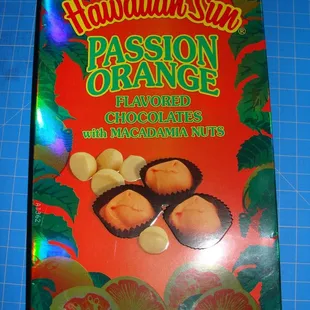 Hawaiian Sun®
PASSION
ORANGE
FLAVORED
CHOCOLATES
with MACADAMIA NUTS